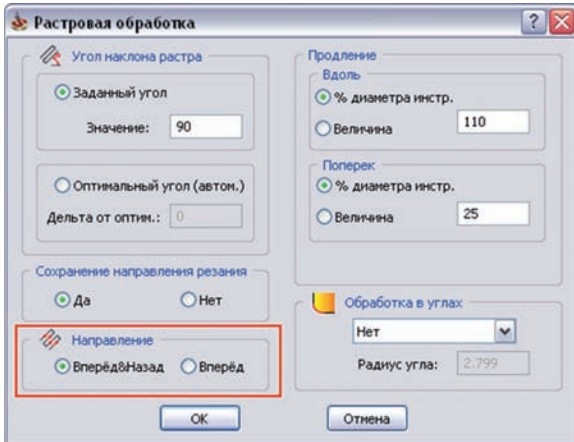 Растровая обработка
Угол наклона растра
Заданный угол
Значение: 90
Оптимальный угол (автом.)
Дельта от оптим.: 0
Сохранение направления резания
Да Нет
Направление
Вперёд&Назад Вперёд
Продление
Вдоль
% диаметра инстр.
Величина 110
Поперек
% диаметра инстр.
Величина 25
Обработка в углах
Нет
Радиус угла: 2.799
OK Отмена